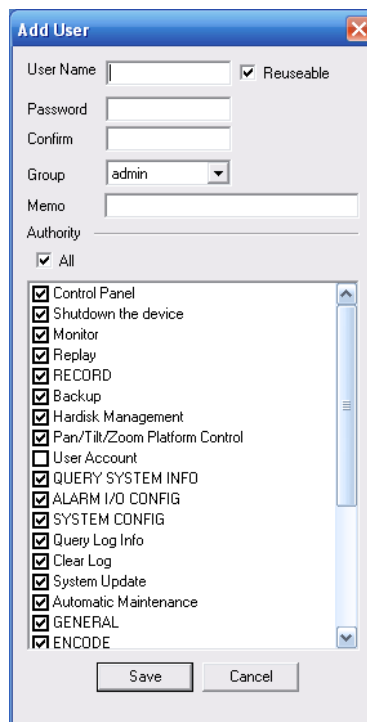 Add User
User Name Reuseable
Password
Confirm
Group admin
Memo
Authority
All
Control Panel
Shutdown the device
Monitor
Replay
RECORD
Backup
Hardisk Management
Pan/Tilt/Zoom Platform Control
User Account
QUERY SYSTEM INFO
ALARM I/O CONFIG
SYSTEM CONFIG
Query Log Info
Clear Log
System Update
Automatic Maintenance
GENERAL
ENCODE
Save Cancel